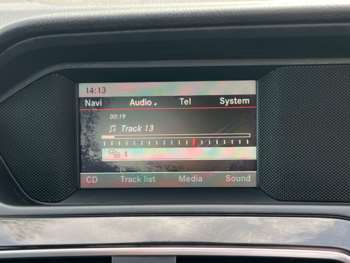 14:13
Navi Audio Tel System
00:19
Track 13
CD Track list Media Sound